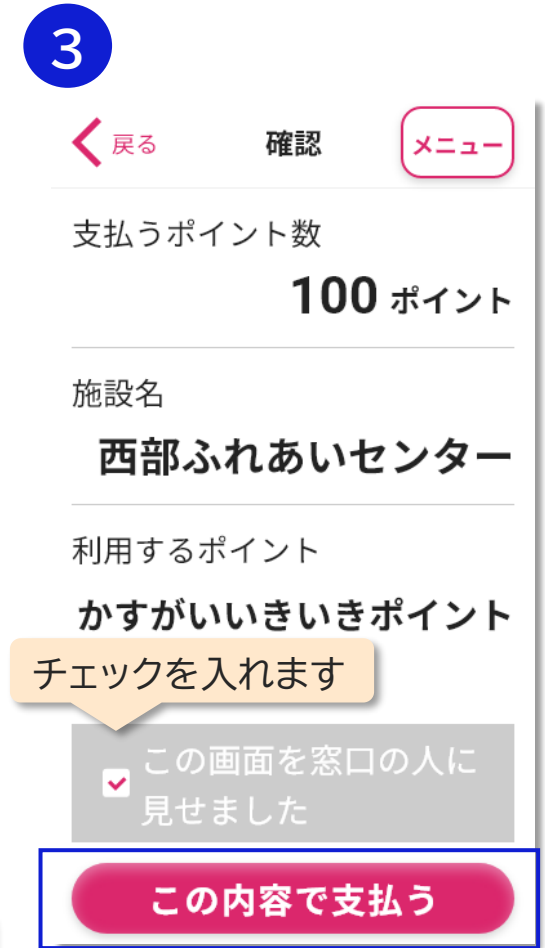 3
戻る 確認 メニュー
支払うポイント数
100 ポイント
施設名
西部ふれあいセンター
利用するポイント
かすがいいきいきポイント
チェックを入れます
この画面を窓口の人に
見せました
この内容で支払う